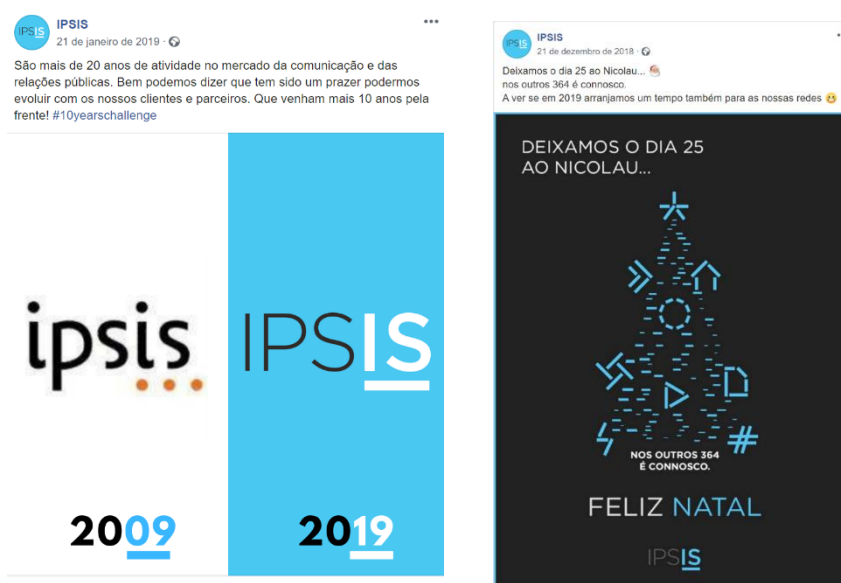 IPSIS
IPSIS
21 de janeiro de 2019
São mais de 20 anos de atividade no mercado da comunicação e das
relações públicas. Bem podemos dizer que tem sido um prazer podermos
evoluir com os nossos clientes e parceiros. Que venham mais 10 anos pela
frente! #10yearschallenge
ipsis
IPSIS
2009
2019
IPSIS
IPSIS
21 de dezembro de 2018
Deixamos o dia 25 ao Nicolau...
nos outros 364 é connosco.
A ver se em 2019 arranjamos um tempo também para as nossas redes
DEIXAMOS O DIA 25
AO NICOLAU...
#
NOS OUTROS 364
É CONNOSCO.
FELIZ NATAL
IPSIS